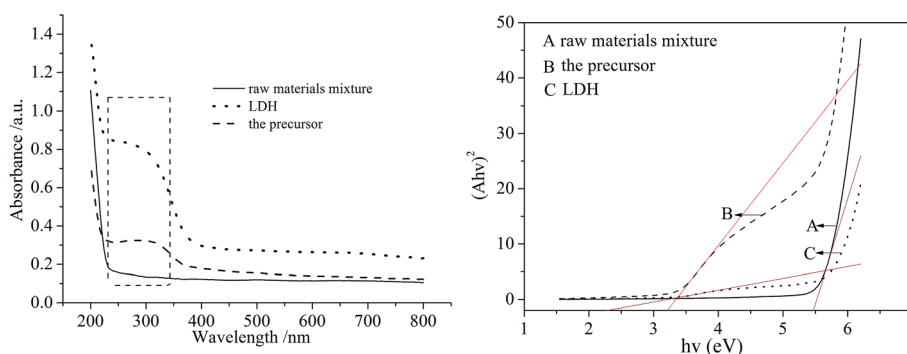 1.4
1.2
1.0
0.8
0.6
0.4
0.2
0.0
Absorbance /a.u.
raw materials mixture
LDH
the precursor
200 300 400 500 600 700 800
Wavelength /nm
50
40
30
20
10
0
(Ahv)²
A raw materials mixture
B the precursor
C LDH
B
A
C
1 2 3 4 5 6
hv (eV)